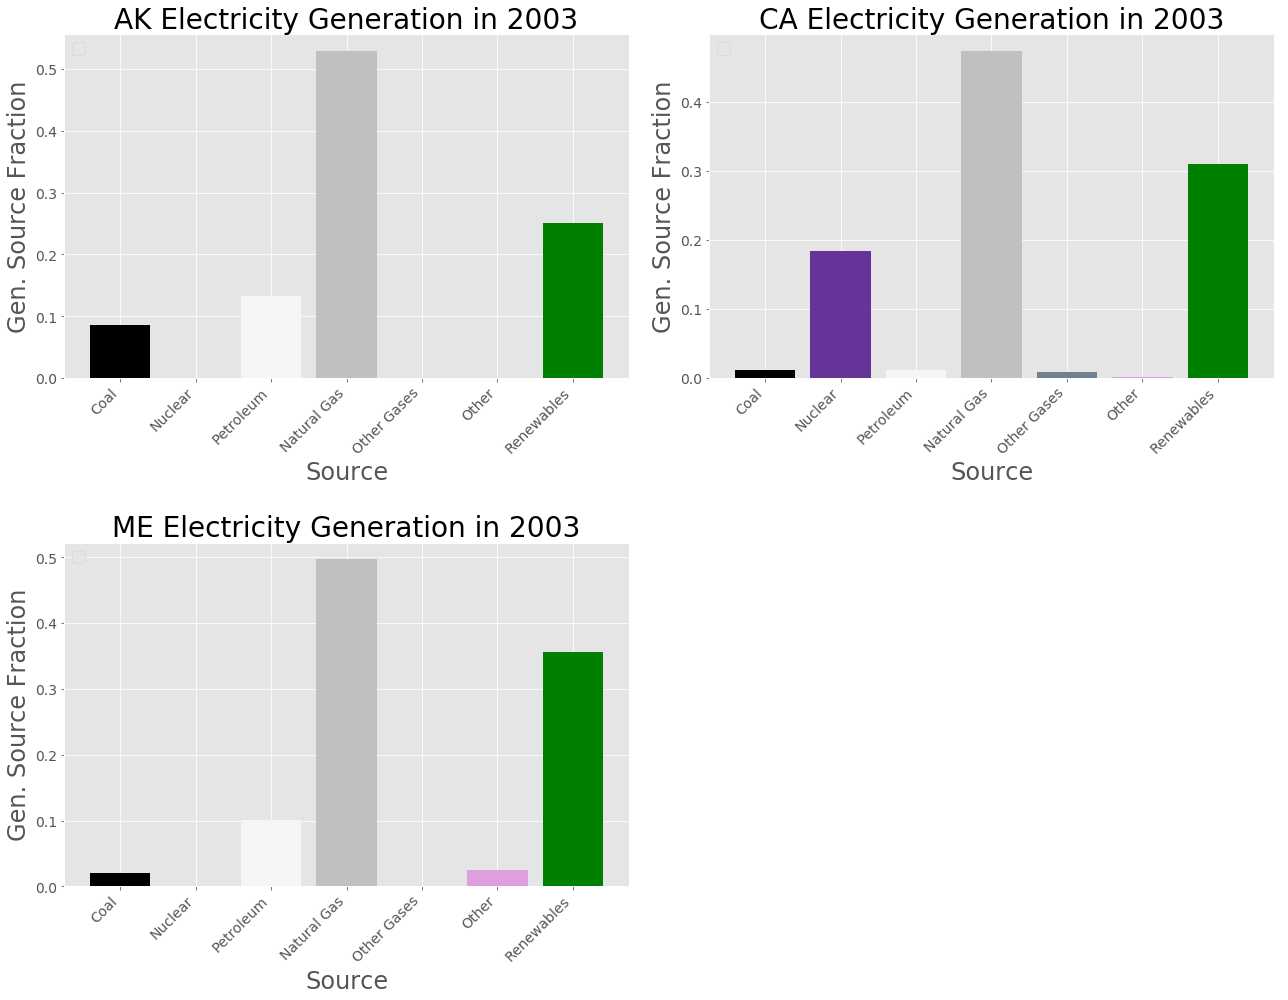 AK Electricity Generation in 2003
Gen. Source Fraction
0.5
0.4
0.3
0.2
0.1
0.0
Coal
Nuclear
Petroleum
Natural Gas
Other Gases
Other
Renewables
Source
CA Electricity Generation in 2003
Gen. Source Fraction
0.4
0.3
0.2
0.1
0.0
Coal
Nuclear
Petroleum
Natural Gas
Other Gases
Other
Renewables
Source
ME Electricity Generation in 2003
Gen. Source Fraction
0.5
0.4
0.3
0.2
0.1
0.0
Coal
Nuclear
Petroleum
Natural Gas
Other Gases
Other
Renewables
Source